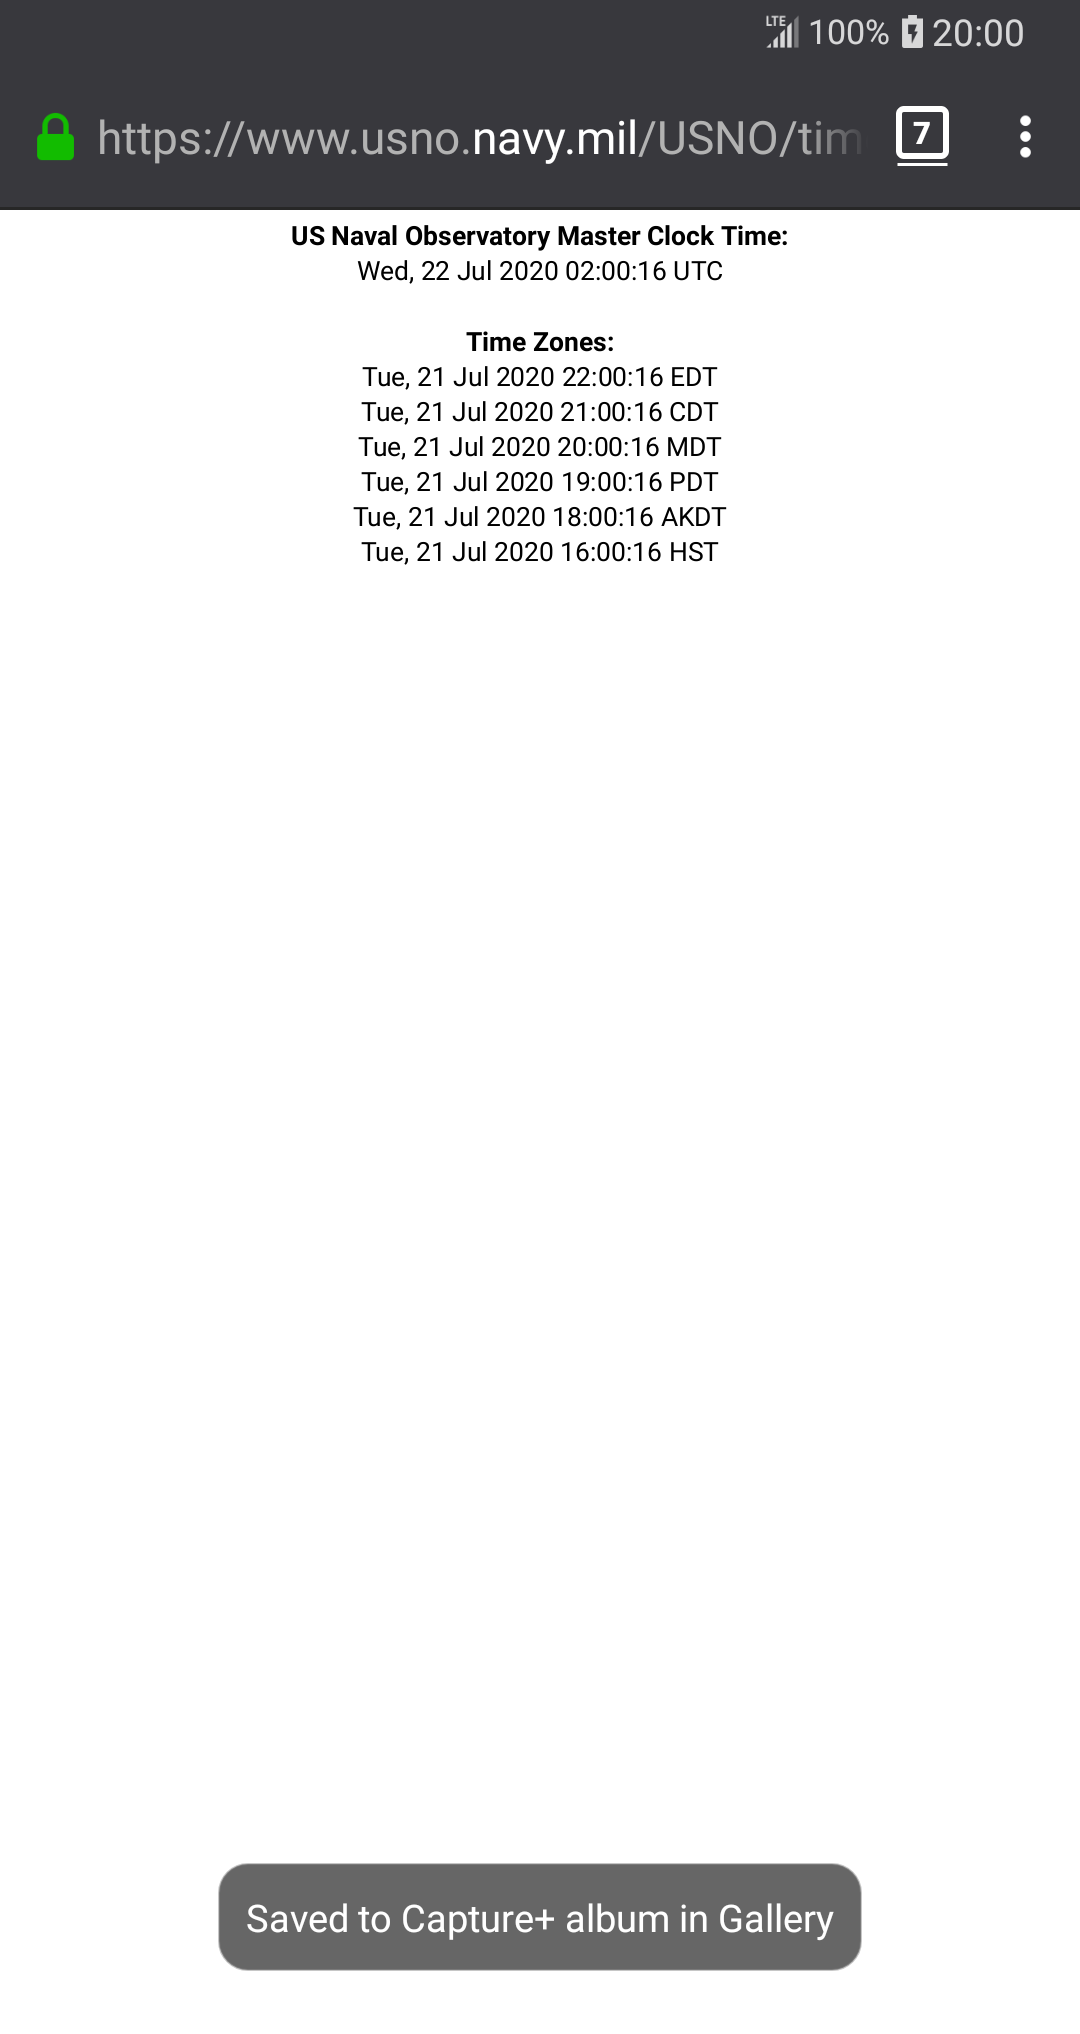 LTE 100% 20:00
https://www.usno.navy.mil/USNO/tim 7
US Naval Observatory Master Clock Time:
Wed, 22 Jul 2020 02:00:16 UTC
Time Zones:
Tue, 21 Jul 2020 22:00:16 EDT
Tue, 21 Jul 2020 21:00:16 CDT
Tue, 21 Jul 2020 20:00:16 MDT
Tue, 21 Jul 2020 19:00:16 PDT
Tue, 21 Jul 2020 18:00:16 AKDT
Tue, 21 Jul 2020 16:00:16 HST
Saved to Capture+ album in Gallery